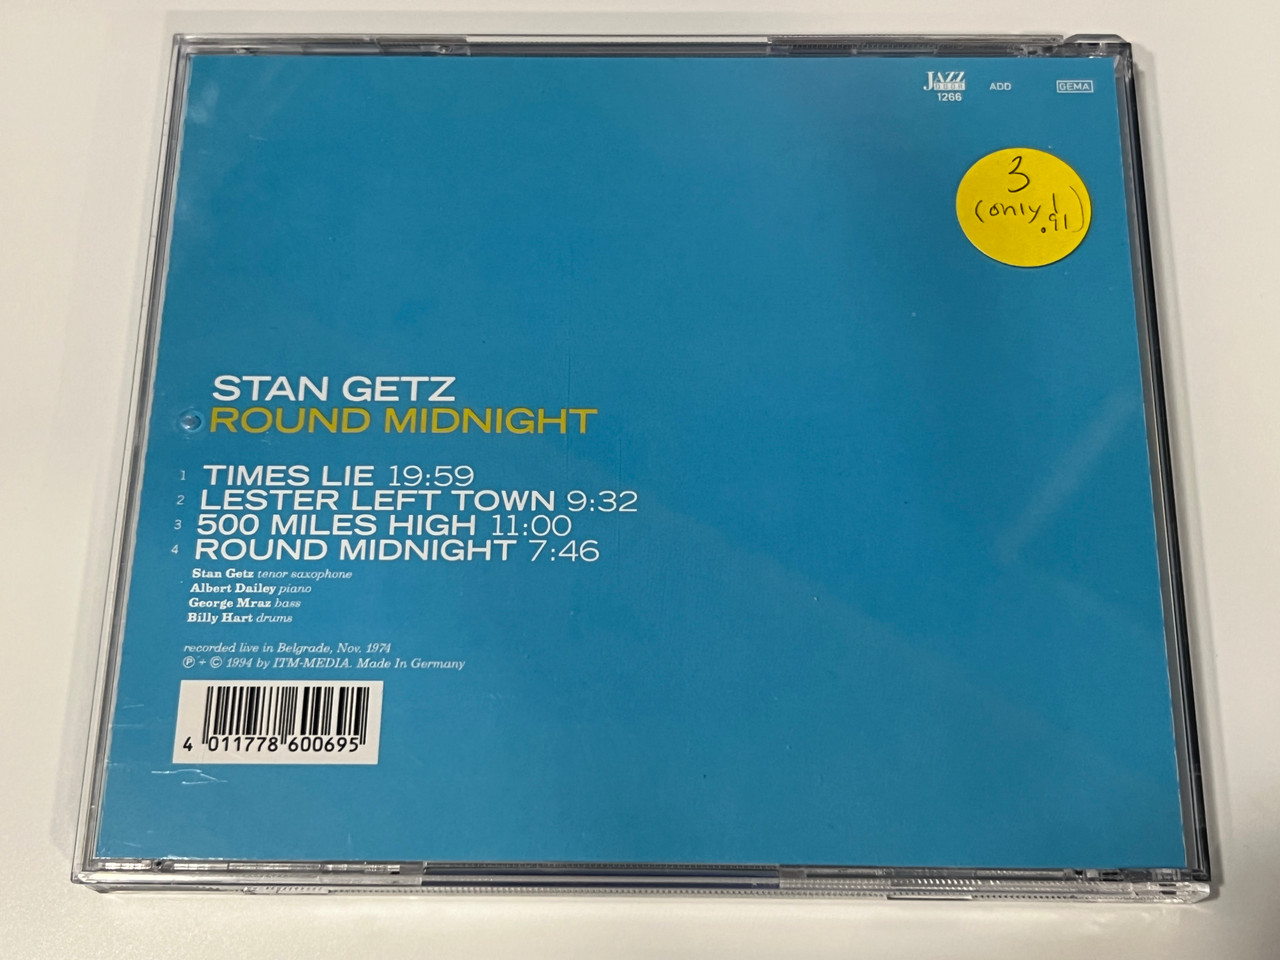 JAZZ
DOOR
1266
ADD
GEMA
3
(only 1
.91)
STAN GETZ
ROUND MIDNIGHT
1 TIMES LIE 19:59
2 LESTER LEFT TOWN 9:32
3 500 MILES HIGH 11:00
4 ROUND MIDNIGHT 7:46
Stan Getz tenor saxophone
Albert Dailey piano
George Mraz bass
Billy Hart drums
recorded live in Belgrade, Nov. 1974
℗ + © 1994 by ITM-MEDIA. Made In Germany
4 011778 600695